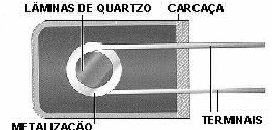 LÂMINAS DE QUARTZO
CARCAÇA
TERMINAIS
METALIZAÇÃO